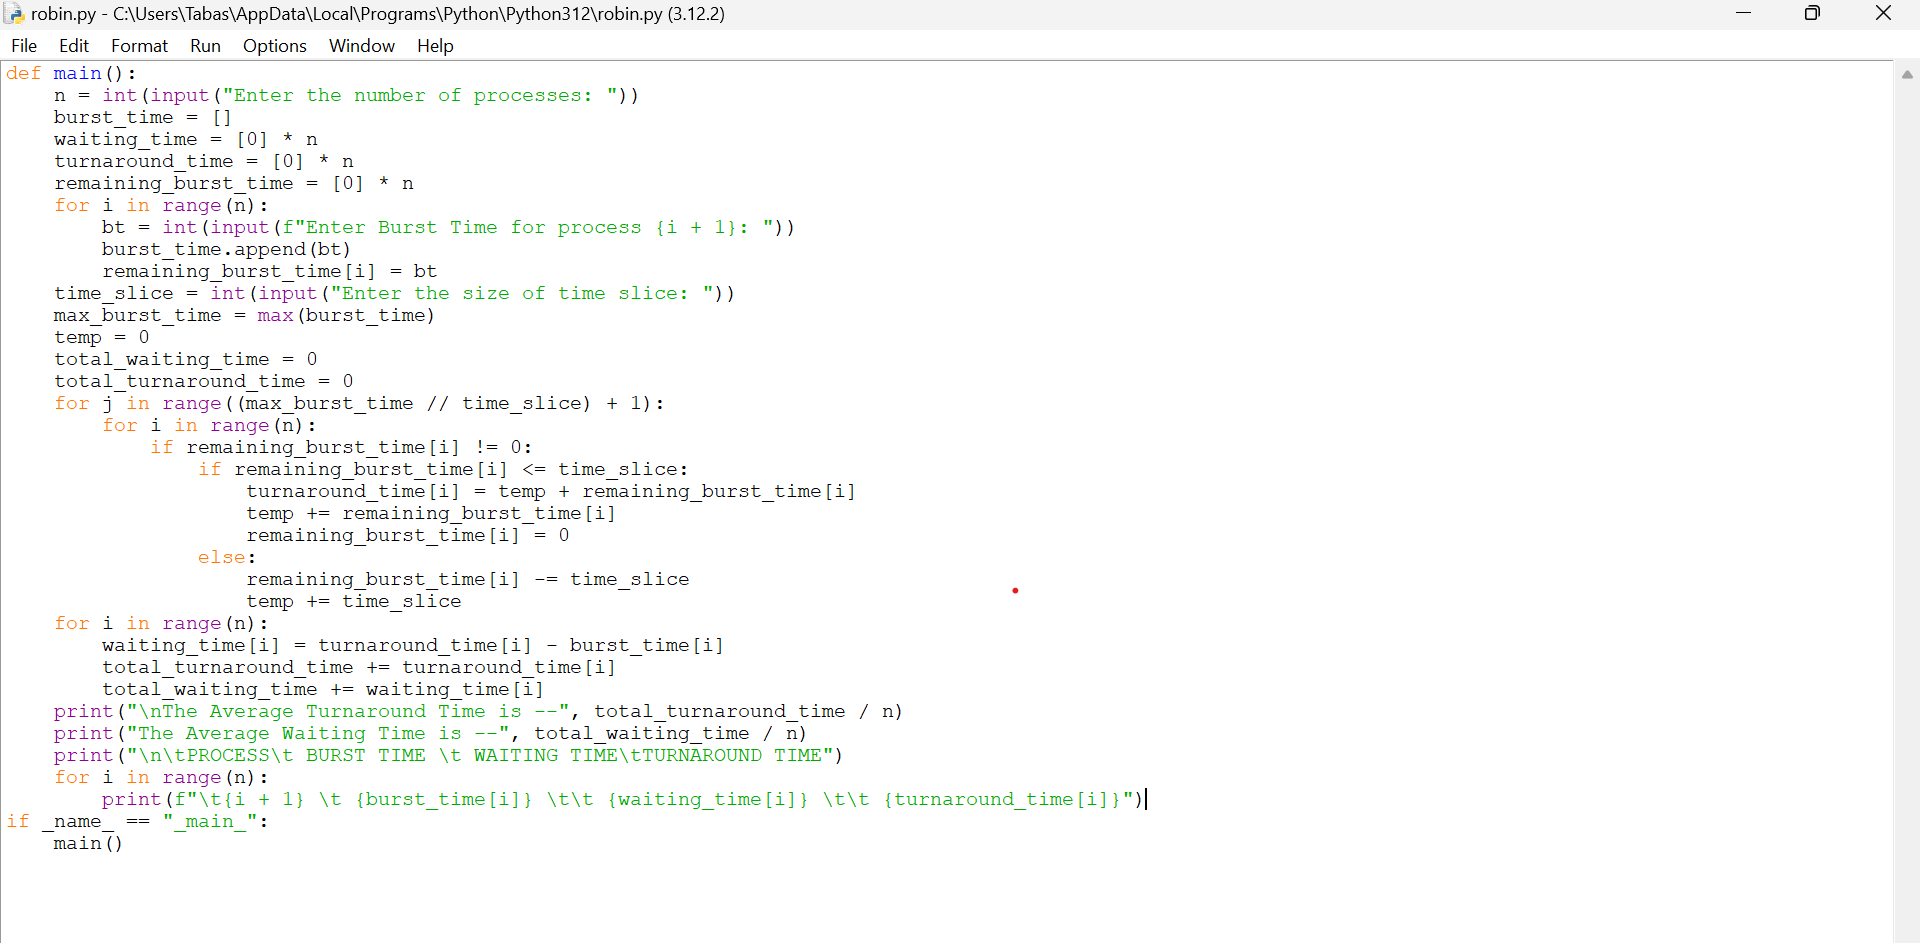 robin.py - C:\Users\Tabas\AppData\Local\Programs\Python\Python312\robin.py (3.12.2)
File Edit Format Run Options Window Help
def main():
    n = int(input("Enter the number of processes: "))
    burst_time = []
    waiting_time = [0] * n
    turnaround_time = [0] * n
    remaining_burst_time = [0] * n
    for i in range(n):
        bt = int(input(f"Enter Burst Time for process {i + 1}: "))
        burst_time.append(bt)
        remaining_burst_time[i] = bt
    time_slice = int(input("Enter the size of time slice: "))
    max_burst_time = max(burst_time)
    temp = 0
    total_waiting_time = 0
    total_turnaround_time = 0
    for j in range((max_burst_time // time_slice) + 1):
        for i in range(n):
            if remaining_burst_time[i] != 0:
                if remaining_burst_time[i] <= time_slice:
                    turnaround_time[i] = temp + remaining_burst_time[i]
                    temp += remaining_burst_time[i]
                    remaining_burst_time[i] = 0
                else:
                    remaining_burst_time[i] -= time_slice
                    temp += time_slice
    for i in range(n):
        waiting_time[i] = turnaround_time[i] - burst_time[i]
        total_turnaround_time += turnaround_time[i]
        total_waiting_time += waiting_time[i]
    print("\nThe Average Turnaround Time is --", total_turnaround_time / n)
    print("The Average Waiting Time is --", total_waiting_time / n)
    print("\n\tPROCESS\t BURST TIME \t WAITING TIME\tTURNAROUND TIME")
    for i in range(n):
        print(f"\t{i + 1} \t {burst_time[i]} \t\t {waiting_time[i]} \t\t {turnaround_time[i]}")
if _name_ == "_main_":
    main()